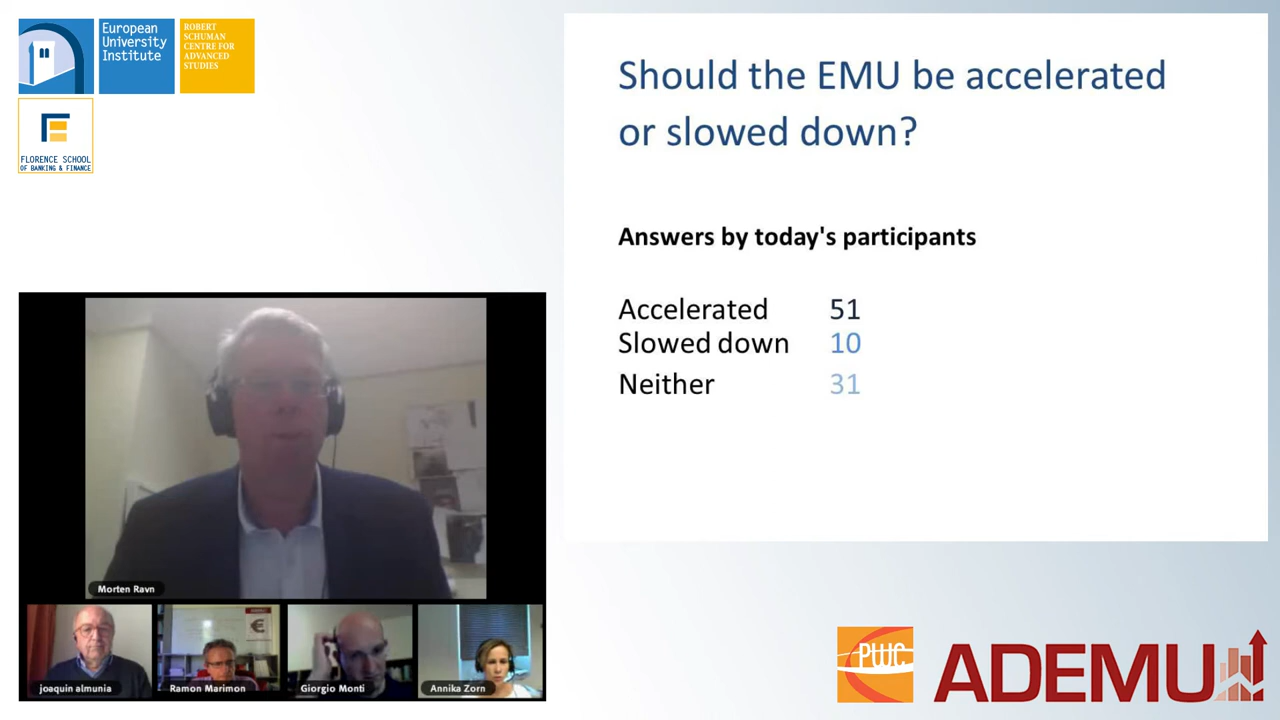 European
University
Institute
ROBERT
SCHUMAN
CENTRE FOR
ADVANCED
STUDIES
FLORENCE SCHOOL
OF BANKING & FINANCE
Should the EMU be accelerated
or slowed down?
Answers by today's participants
Accelerated 51
Slowed down 10
Neither 31
Morten Ravn
joaquin almunia
Ramon Marimon
Giorgio Monti
Annika Zorn
PWC
ADEMU